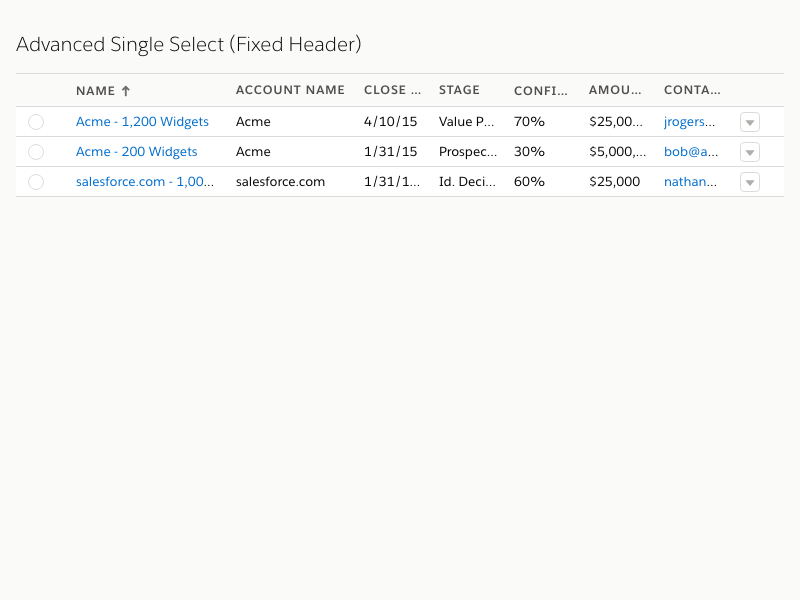 Advanced Single Select (Fixed Header)
NAME ↑ ACCOUNT NAME CLOSE ... STAGE CONFI... AMOU... CONTA...
Acme - 1,200 Widgets Acme 4/10/15 Value P... 70% $25,00... jrogers...
Acme - 200 Widgets Acme 1/31/15 Prospec... 30% $5,000,... bob@a...
salesforce.com - 1,00... salesforce.com 1/31/1... Id. Deci... 60% $25,000 nathan...